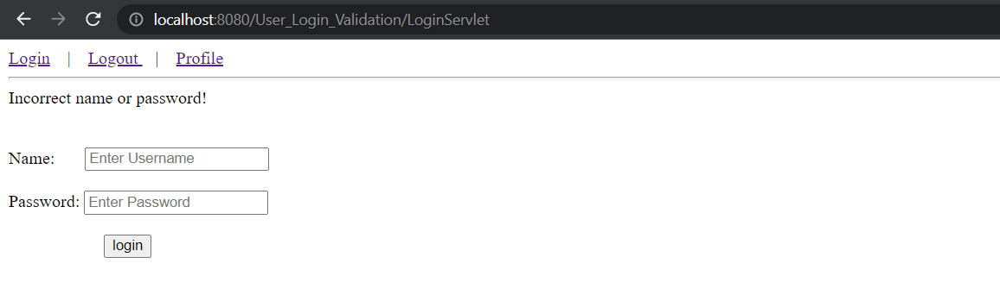 localhost:8080/User_Login_Validation/LoginServlet
Login | Logout | Profile
Incorrect name or password!
Name: Enter Username
Password: Enter Password
login